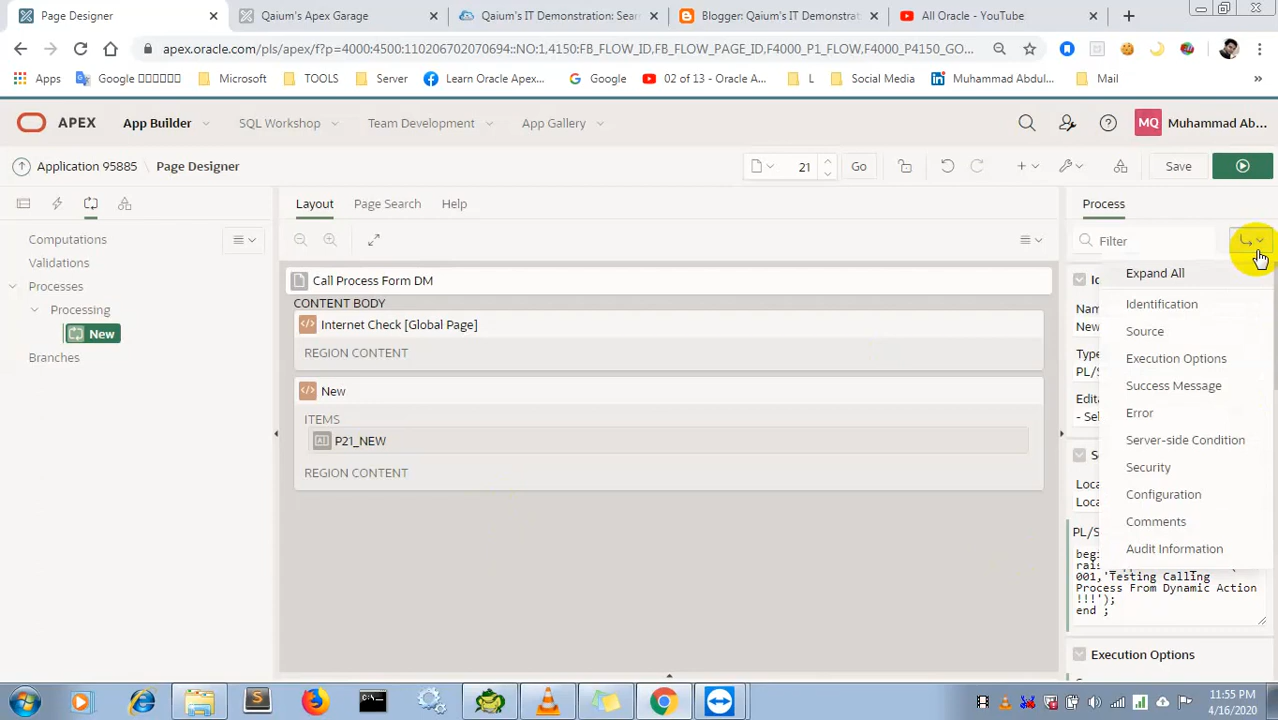 Page Designer
Qaium's Apex Garage
Qaium's IT Demonstration: Sear
Blogger: Qaium's IT Demonstrat
All Oracle - YouTube
apex.oracle.com/pls/apex/f?p=4000:4500:110206702070694::NO:1,4150:FB_FLOW_ID,FB_FLOW_PAGE_ID,F4000_P1_FLOW,F4000_P4150_GO...
Apps
Google
Microsoft
TOOLS
Server
Learn Oracle Apex...
Google
02 of 13 - Oracle A...
L
Social Media
Muhammad Abdul...
Mail
»
APEX
App Builder
SQL Workshop
Team Development
App Gallery
MQ
Muhammad Ab...
Application 95885
Page Designer
21
Go
Save
Layout
Page Search
Help
Process
Computations
Validations
Processes
Processing
New
Branches
Call Process Form DM
CONTENT BODY
Internet Check [Global Page]
REGION CONTENT
New
ITEMS
P21_NEW
REGION CONTENT
Filter
Expand All
Identification
Source
Execution Options
Success Message
Error
Server-side Condition
Security
Configuration
Comments
Audit Information
001,'Testing Calling
Process From Dynamic Action
!!!');
end ;
Execution Options
11:55 PM
4/16/2020